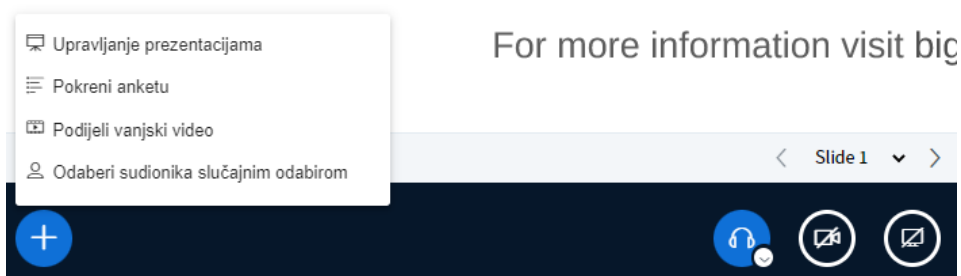 Upravljanje prezentacijama
For more information visit big
Pokreni anketu
Podijeli vanjski video
Odaberi sudionika slučajnim odabirom
Slide 1